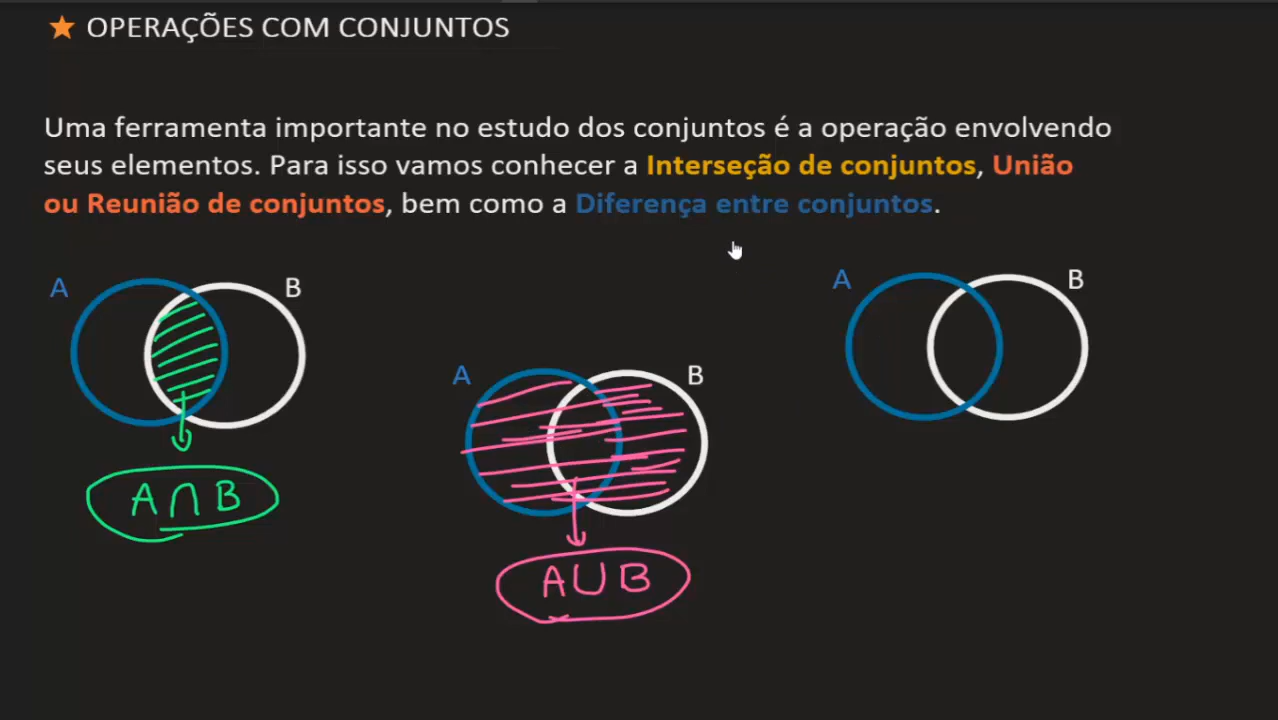 OPERAÇÕES COM CONJUNTOS
Uma ferramenta importante no estudo dos conjuntos é a operação envolvendo
seus elementos. Para isso vamos conhecer a Interseção de conjuntos, União
ou Reunião de conjuntos, bem como a Diferença entre conjuntos.
A B
A B
A B
A∩B
A∪B